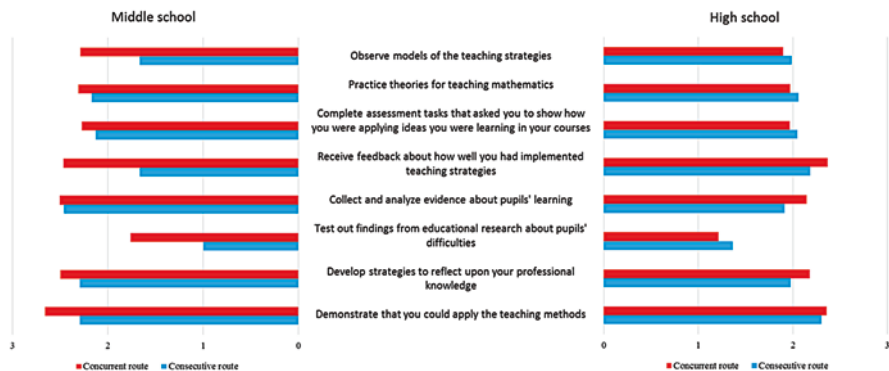 Middle school
High school
Observe models of the teaching strategies
Practice theories for teaching mathematics
Complete assessment tasks that asked you to show how
you were applying ideas you were learning in your courses
Receive feedback about how well you had implemented
teaching strategies
Collect and analyze evidence about pupils' learning
Test out findings from educational research about pupils'
difficulties
Develop strategies to reflect upon your professional
knowledge
Demonstrate that you could apply the teaching methods
3 2 1 0
0 1 2 3
Concurrent route Consecutive route
Concurrent route Consecutive route